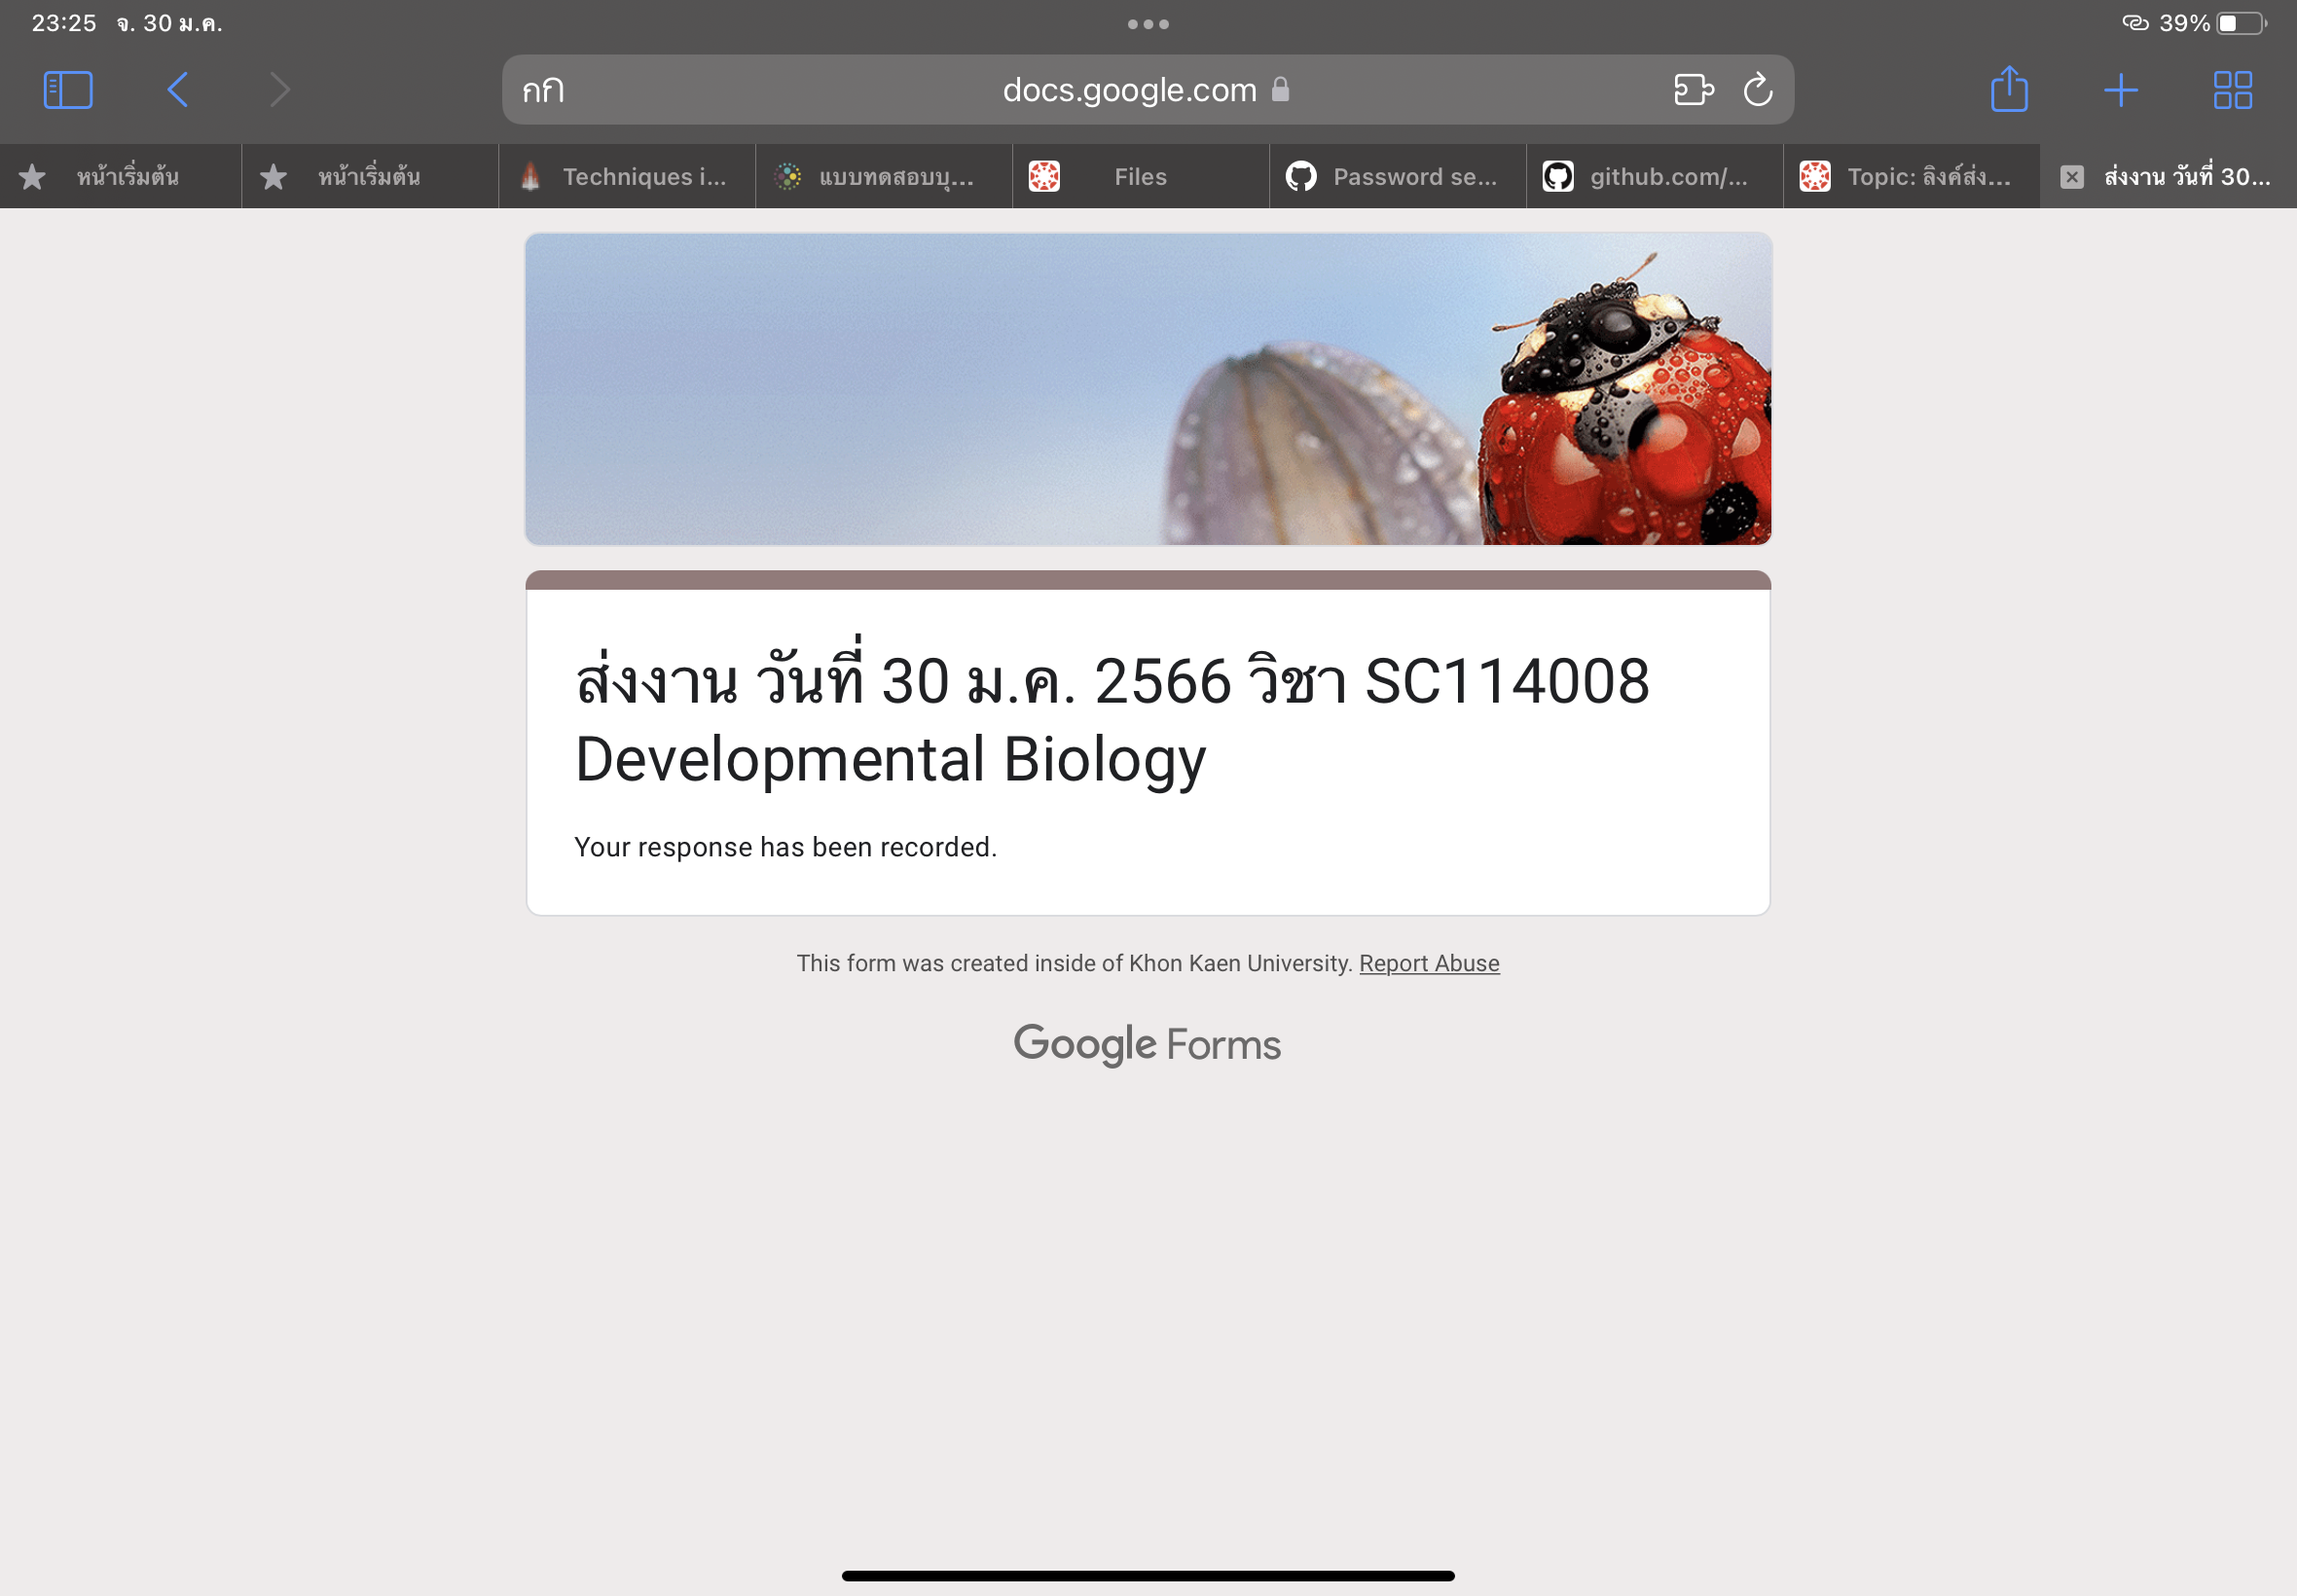 23:25 จ. 30 ม.ค.
39%
กก
docs.google.com
หน้าเริ่มต้น
หน้าเริ่มต้น
Techniques i...
แบบทดสอบบุ...
Files
Password se...
github.com/...
Topic: ลิงค์ส่ง...
ส่งงาน วันที่ 30...
ส่งงาน วันที่ 30 ม.ค. 2566 วิชา SC114008
Developmental Biology
Your response has been recorded.
This form was created inside of Khon Kaen University. Report Abuse
Google Forms